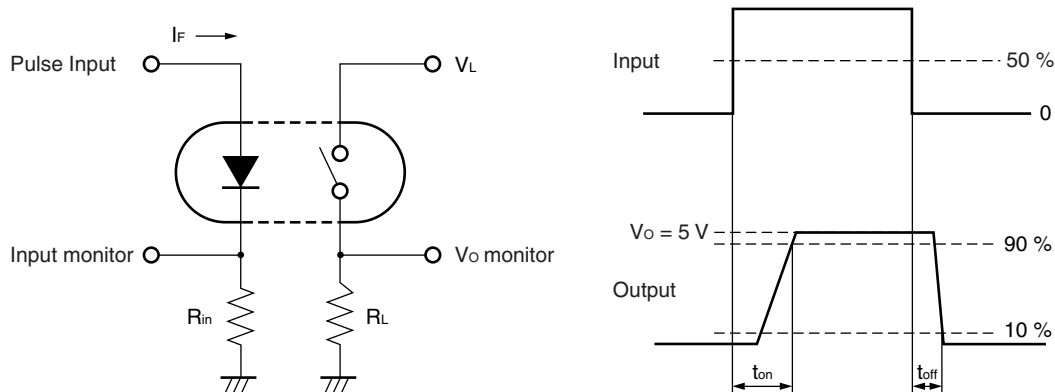 IF
Pulse Input
VL
Input monitor
VO monitor
Rin
RL
Input
50 %
0
VO = 5 V
90 %
Output
10 %
ton
toff